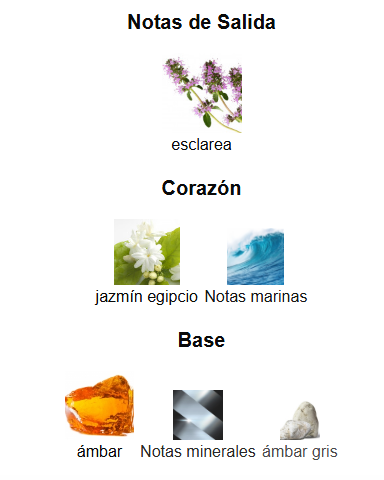 Notas de Salida
esclarea
Corazón
jazmín egipcio Notas marinas
Base
ámbar Notas minerales ámbar gris